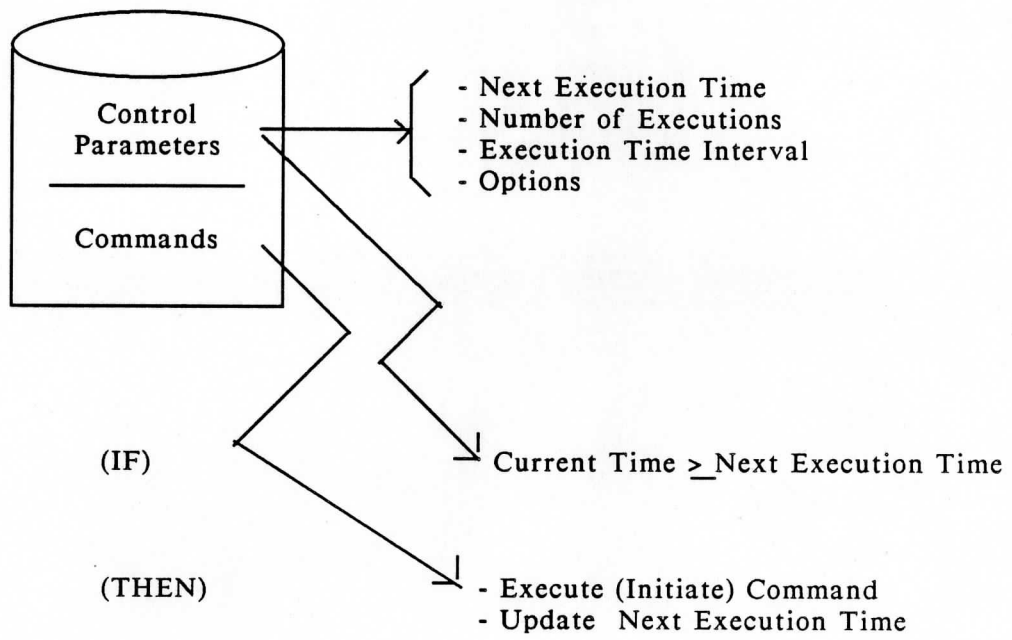 Control
Parameters
Commands
- Next Execution Time
- Number of Executions
- Execution Time Interval
- Options
(IF)
Current Time ≥ Next Execution Time
(THEN)
- Execute (Initiate) Command
- Update Next Execution Time